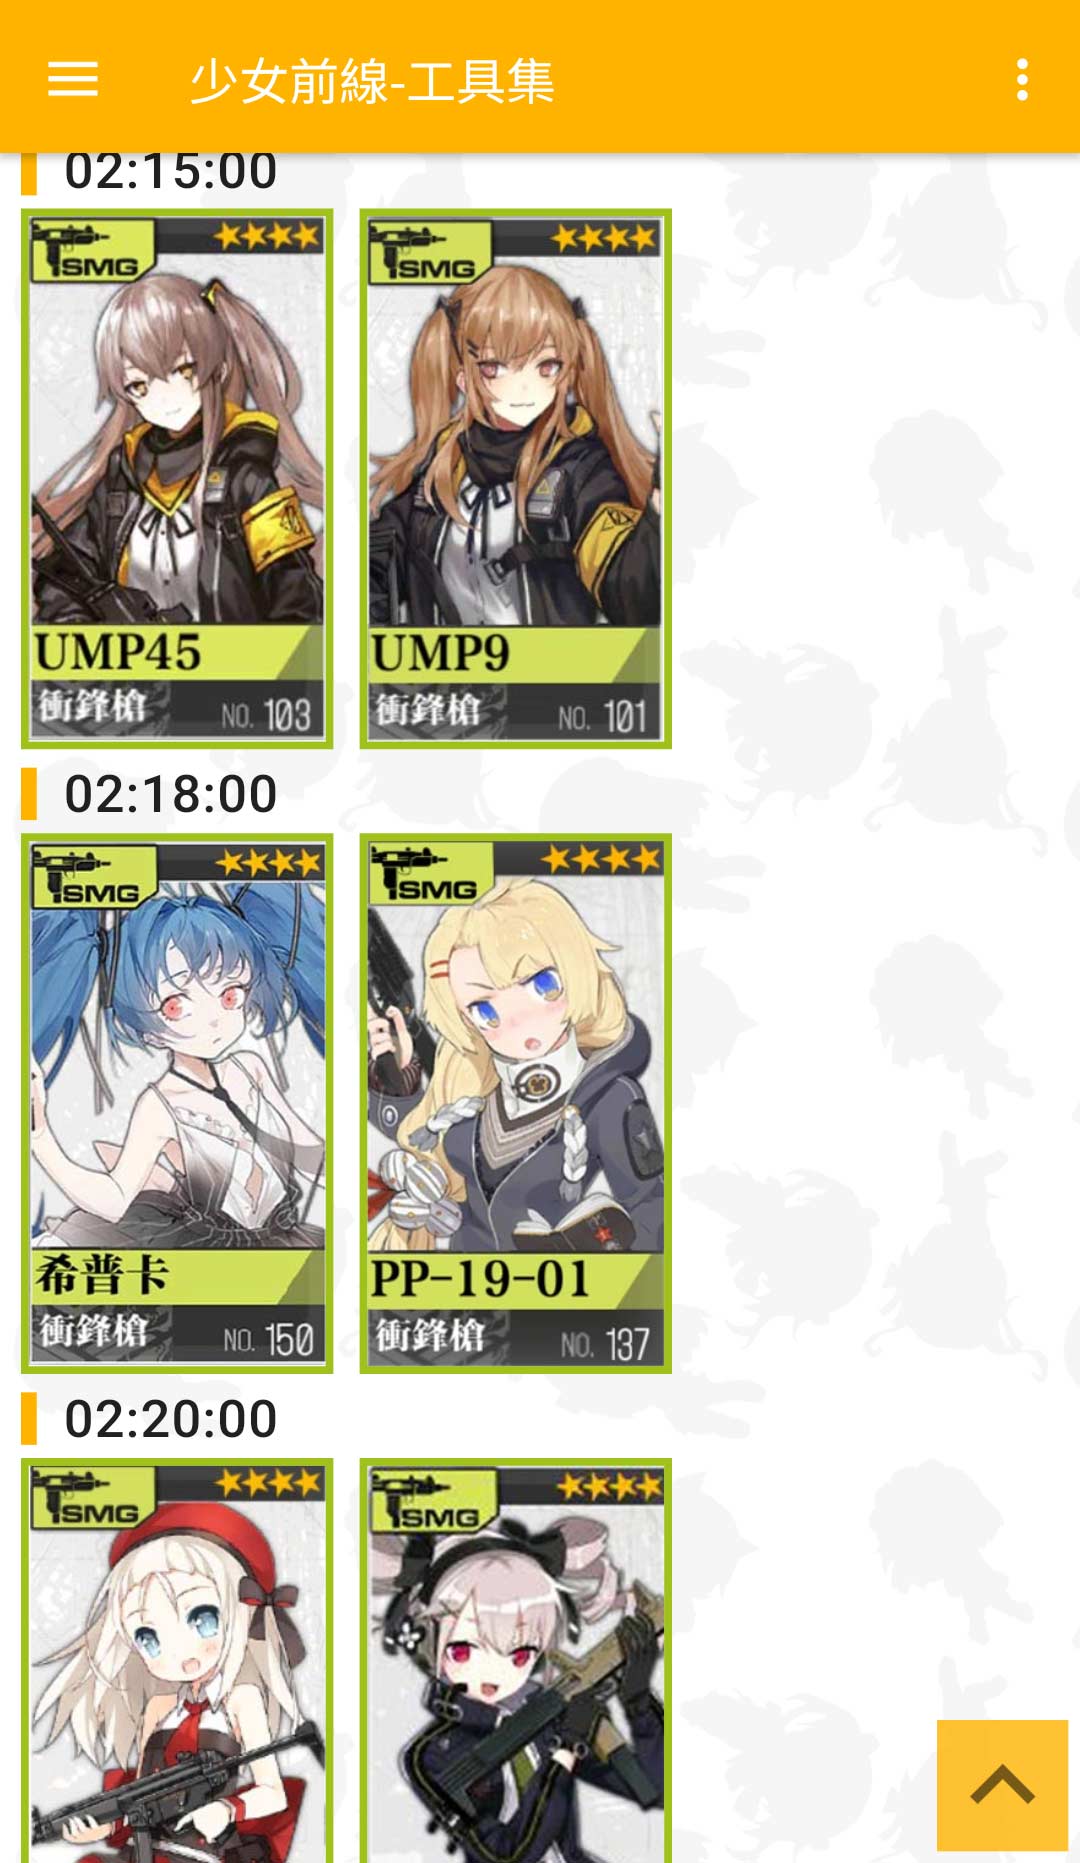 少女前線-工具集
02:15:00
SMG
SMG
UMP45
UMP9
衝鋒槍 NO. 103
衝鋒槍 NO. 101
02:18:00
SMG
SMG
希普卡
PP-19-01
衝鋒槍 NO. 150
衝鋒槍 NO. 137
02:20:00
SMG
SMG